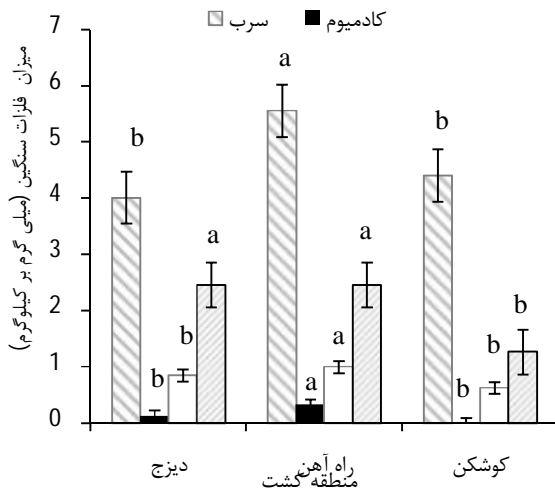 سرب کادمیوم
میزان فلزات سنگین (میلی گرم بر کیلوگرم)
7
6
5
4
3
2
1
0
b
b
b
a
a
a
a
a
b
b
b
b
دیزج
راه آهن
کوشکن
منطقه کشت